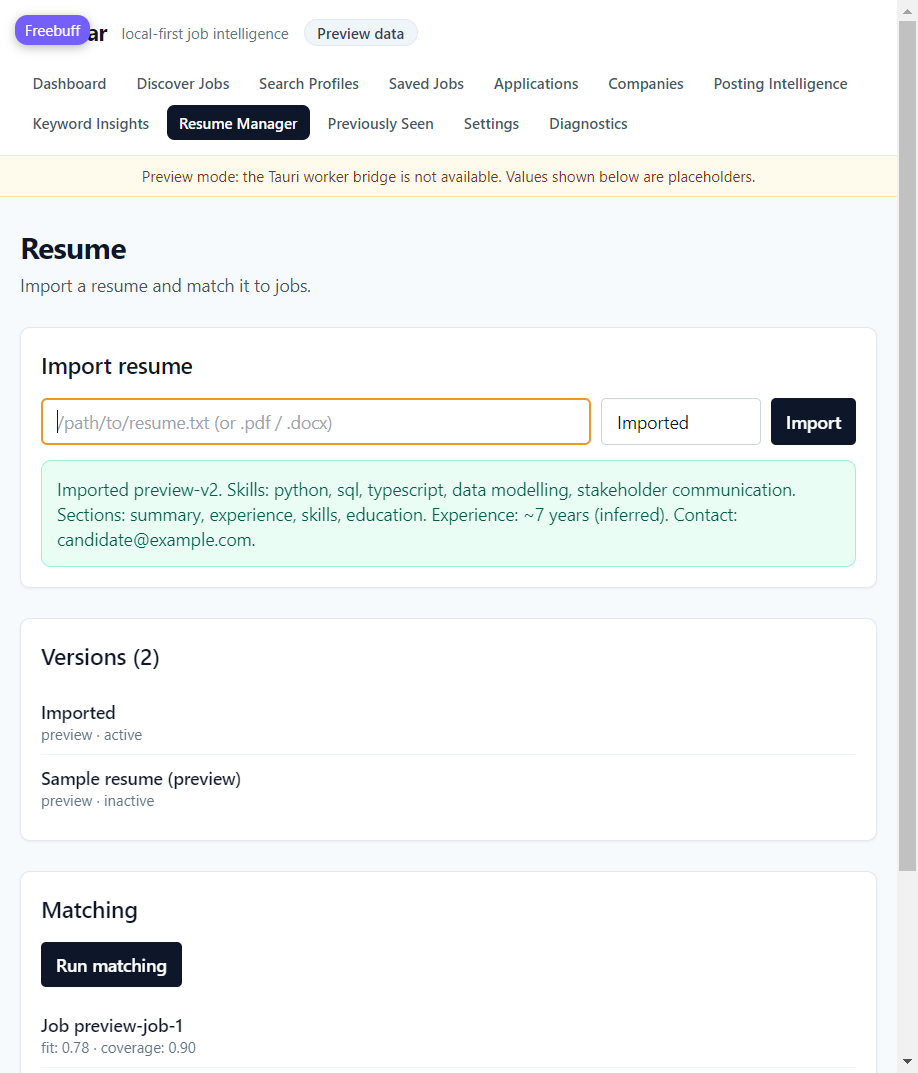 Freebuff
ar
local-first job intelligence
Preview data
Dashboard
Discover Jobs
Search Profiles
Saved Jobs
Applications
Companies
Posting Intelligence
Keyword Insights
Resume Manager
Previously Seen
Settings
Diagnostics
Preview mode: the Tauri worker bridge is not available. Values shown below are placeholders.
Resume
Import a resume and match it to jobs.
Import resume
/path/to/resume.txt (or .pdf / .docx)
Imported
Import
Imported preview-v2. Skills: python, sql, typescript, data modelling, stakeholder communication.
Sections: summary, experience, skills, education. Experience: ~7 years (inferred). Contact:
candidate@example.com.
Versions (2)
Imported
preview · active
Sample resume (preview)
preview · inactive
Matching
Run matching
Job preview-job-1
fit: 0.78 · coverage: 0.90